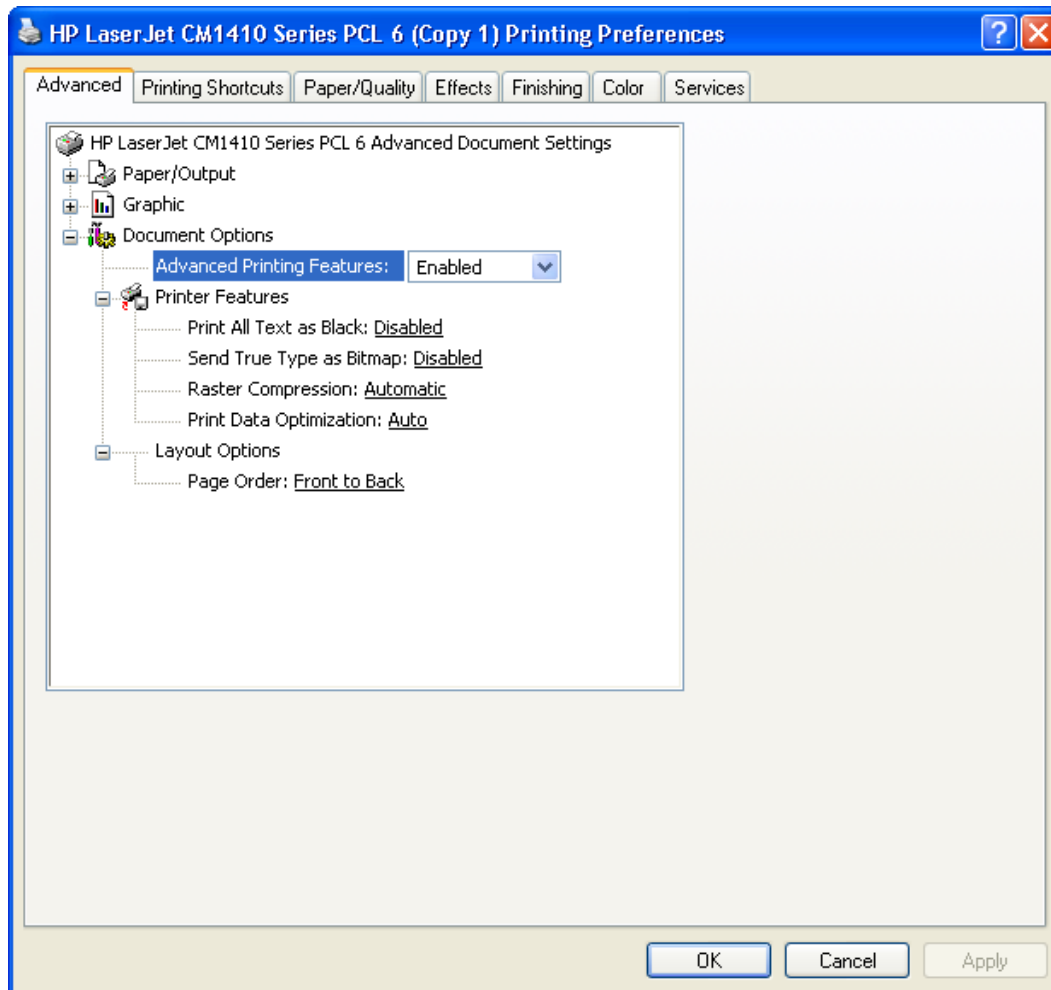 HP LaserJet CM1410 Series PCL 6 (Copy 1) Printing Preferences
Advanced Printing Shortcuts Paper/Quality Effects Finishing Color Services
HP LaserJet CM1410 Series PCL 6 Advanced Document Settings
Paper/Output
Graphic
Document Options
Advanced Printing Features: Enabled
Printer Features
Print All Text as Black: Disabled
Send True Type as Bitmap: Disabled
Raster Compression: Automatic
Print Data Optimization: Auto
Layout Options
Page Order: Front to Back
OK Cancel Apply